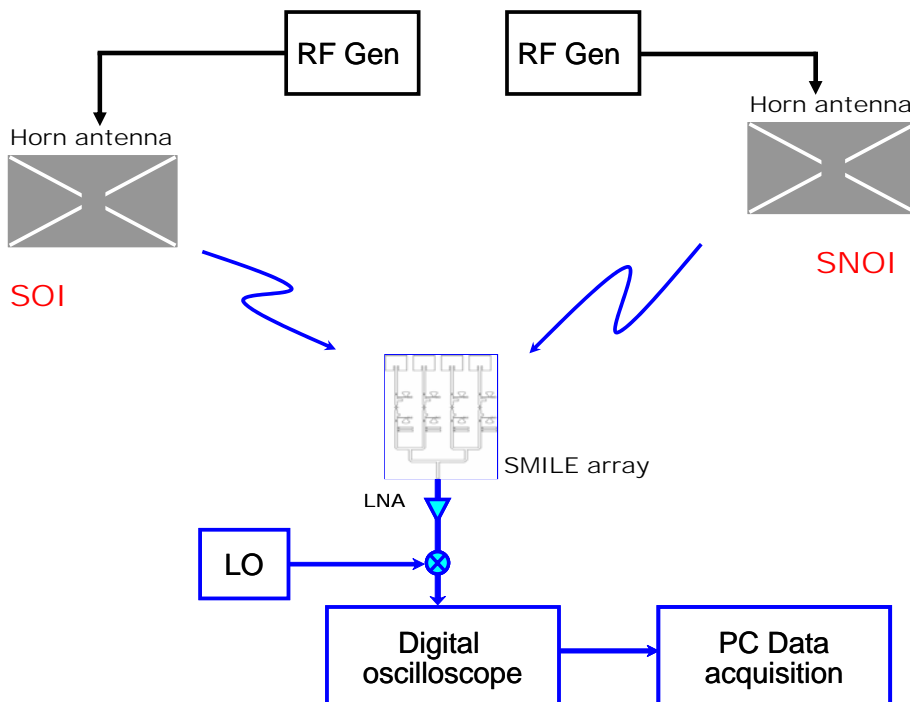 RF Gen
RF Gen
Horn antenna
Horn antenna
SOI
SNOI
SMILE array
LNA
LO
Digital
oscilloscope
PC Data
acquisition